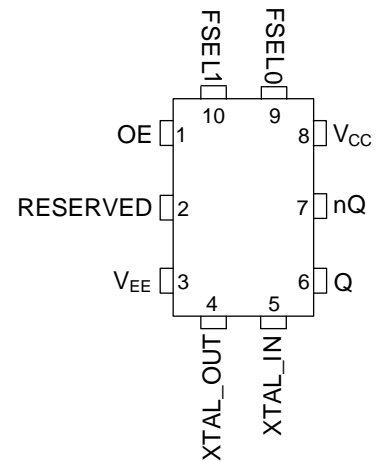 FSEL1
FSEL0
10
9
OE 1
8 VCC
RESERVED 2
7 nQ
VEE 3
6 Q
4
5
XTAL_OUT
XTAL_IN